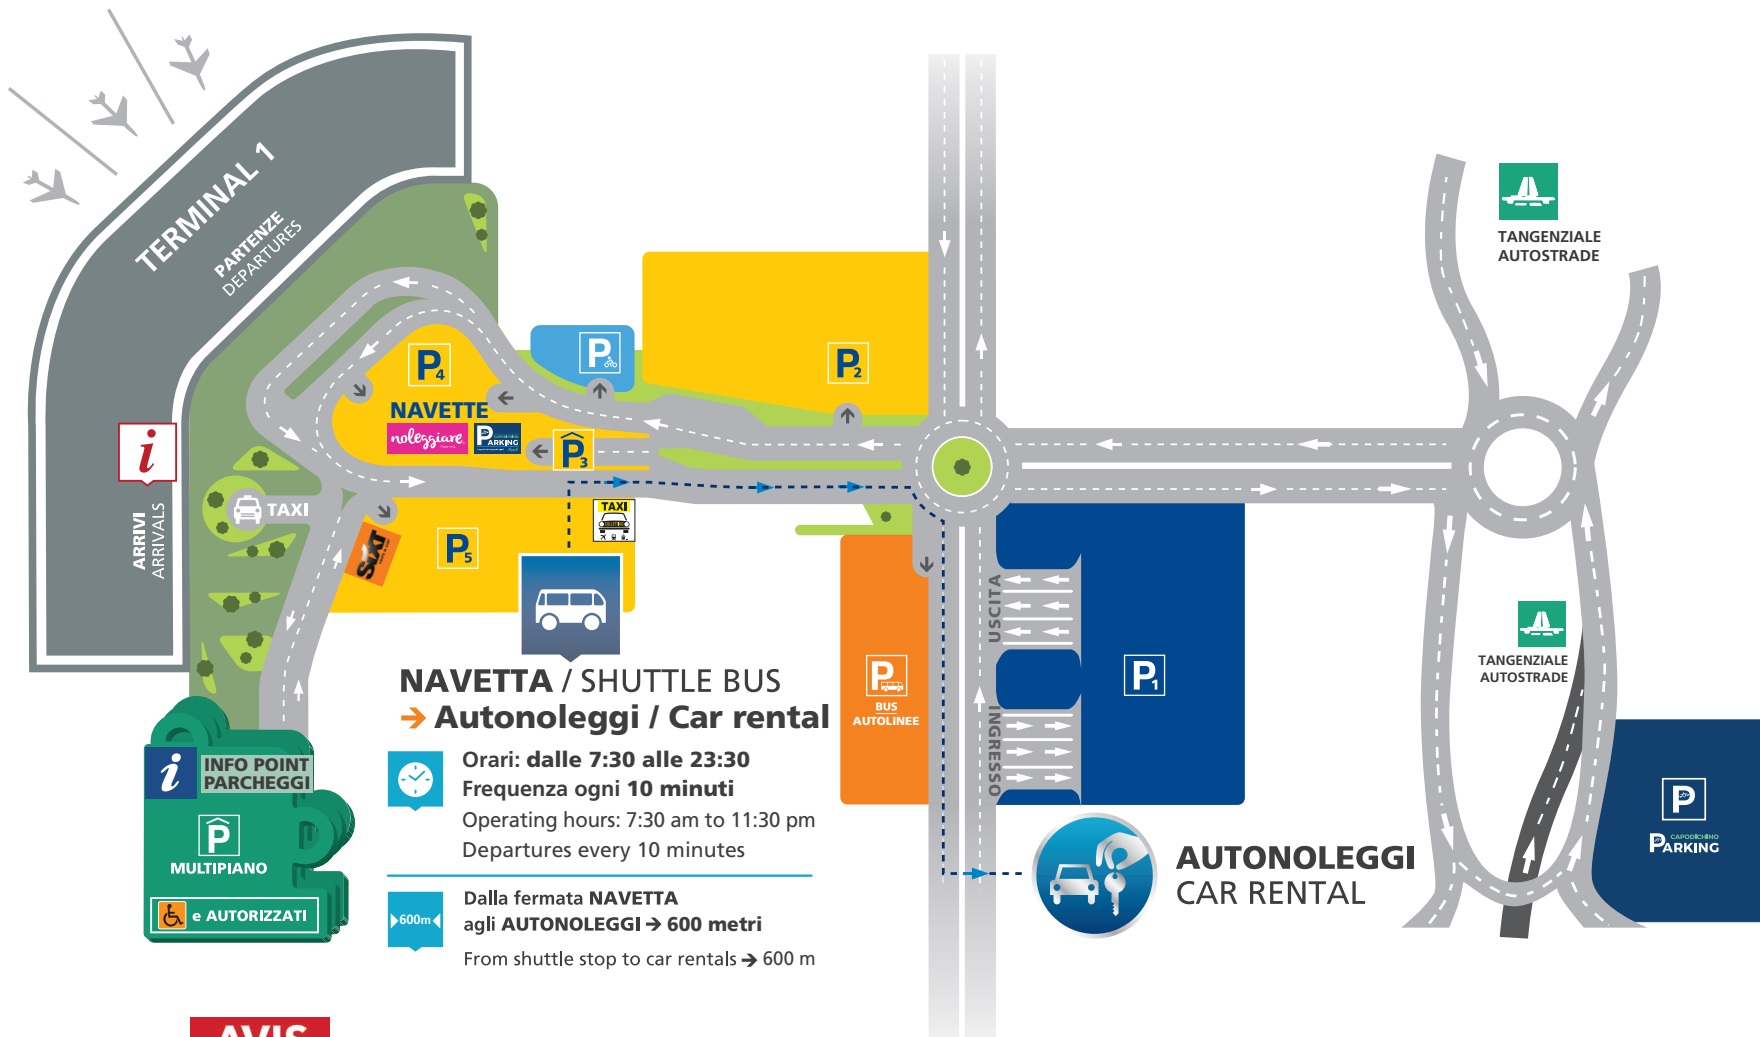 TERMINAL 1
PARTENZE
DEPARTURES
TANGENZIALE
AUTOSTRADE
P
P2
P4
NAVETTE
noleggiare
CAPODICHINO
PARKING
P3
i
ARRIVI
ARRIVALS
TAXI
TAXI
SIXT
P5
USCITA
INGRESSO
P1
P
BUS
AUTOLINEE
TANGENZIALE
AUTOSTRADE
P
CAPODICHINO
PARKING
NAVETTA / SHUTTLE BUS
→ Autonoleggi / Car rental
Orari: dalle 7:30 alle 23:30
Frequenza ogni 10 minuti
Operating hours: 7:30 am to 11:30 pm
Departures every 10 minutes
600m
Dalla fermata NAVETTA
agli AUTONOLEGGI → 600 metri
From shuttle stop to car rentals → 600 m
i
INFO POINT
PARCHEGGI
P
MULTIPIANO
e AUTORIZZATI
AUTONOLEGGI
CAR RENTAL
AVIS